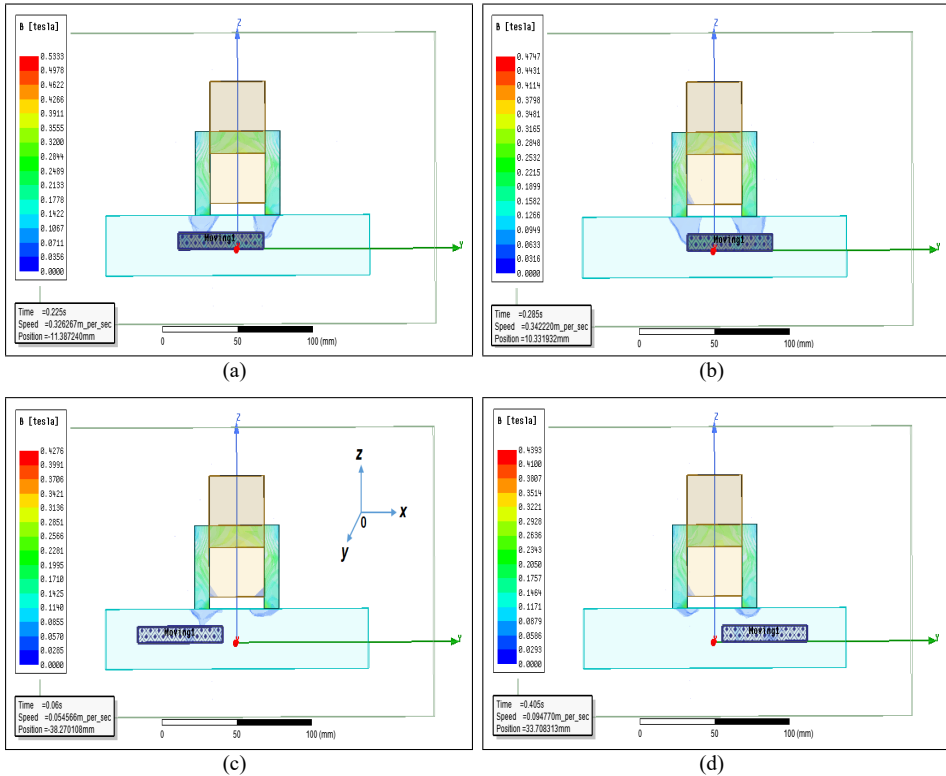 B [tesla]
0.5333
0.4978
0.4622
0.4266
0.3911
0.3555
0.3200
0.2844
0.2489
0.2133
0.1778
0.1422
0.1067
0.0711
0.0356
0.0000
Z
Moving1
Y
Time =0.225s
Speed =0.326267m_per_sec
Position =-11.387240mm
0 50 100 (mm)
(a)
B [tesla]
0.4747
0.4431
0.4114
0.3798
0.3481
0.3165
0.2848
0.2532
0.2215
0.1899
0.1582
0.1266
0.0949
0.0633
0.0316
0.0000
Z
Moving1
Y
Time =0.285s
Speed =0.342220m_per_sec
Position =10.331932mm
0 50 100 (mm)
(b)
B [tesla]
0.4276
0.3991
0.3706
0.3421
0.3136
0.2851
0.2566
0.2281
0.1995
0.1710
0.1425
0.1140
0.0855
0.0570
0.0285
0.0000
Z
z
0 x
y
Moving1
Y
Time =0.06s
Speed =0.054566m_per_sec
Position =-38.270108mm
0 50 100 (mm)
(c)
B [tesla]
0.4393
0.4100
0.3807
0.3514
0.3221
0.2928
0.2636
0.2343
0.2050
0.1757
0.1464
0.1171
0.0879
0.0586
0.0293
0.0000
Z
Moving1
Y
Time =0.405s
Speed =0.094770m_per_sec
Position =33.708313mm
0 50 100 (mm)
(d)